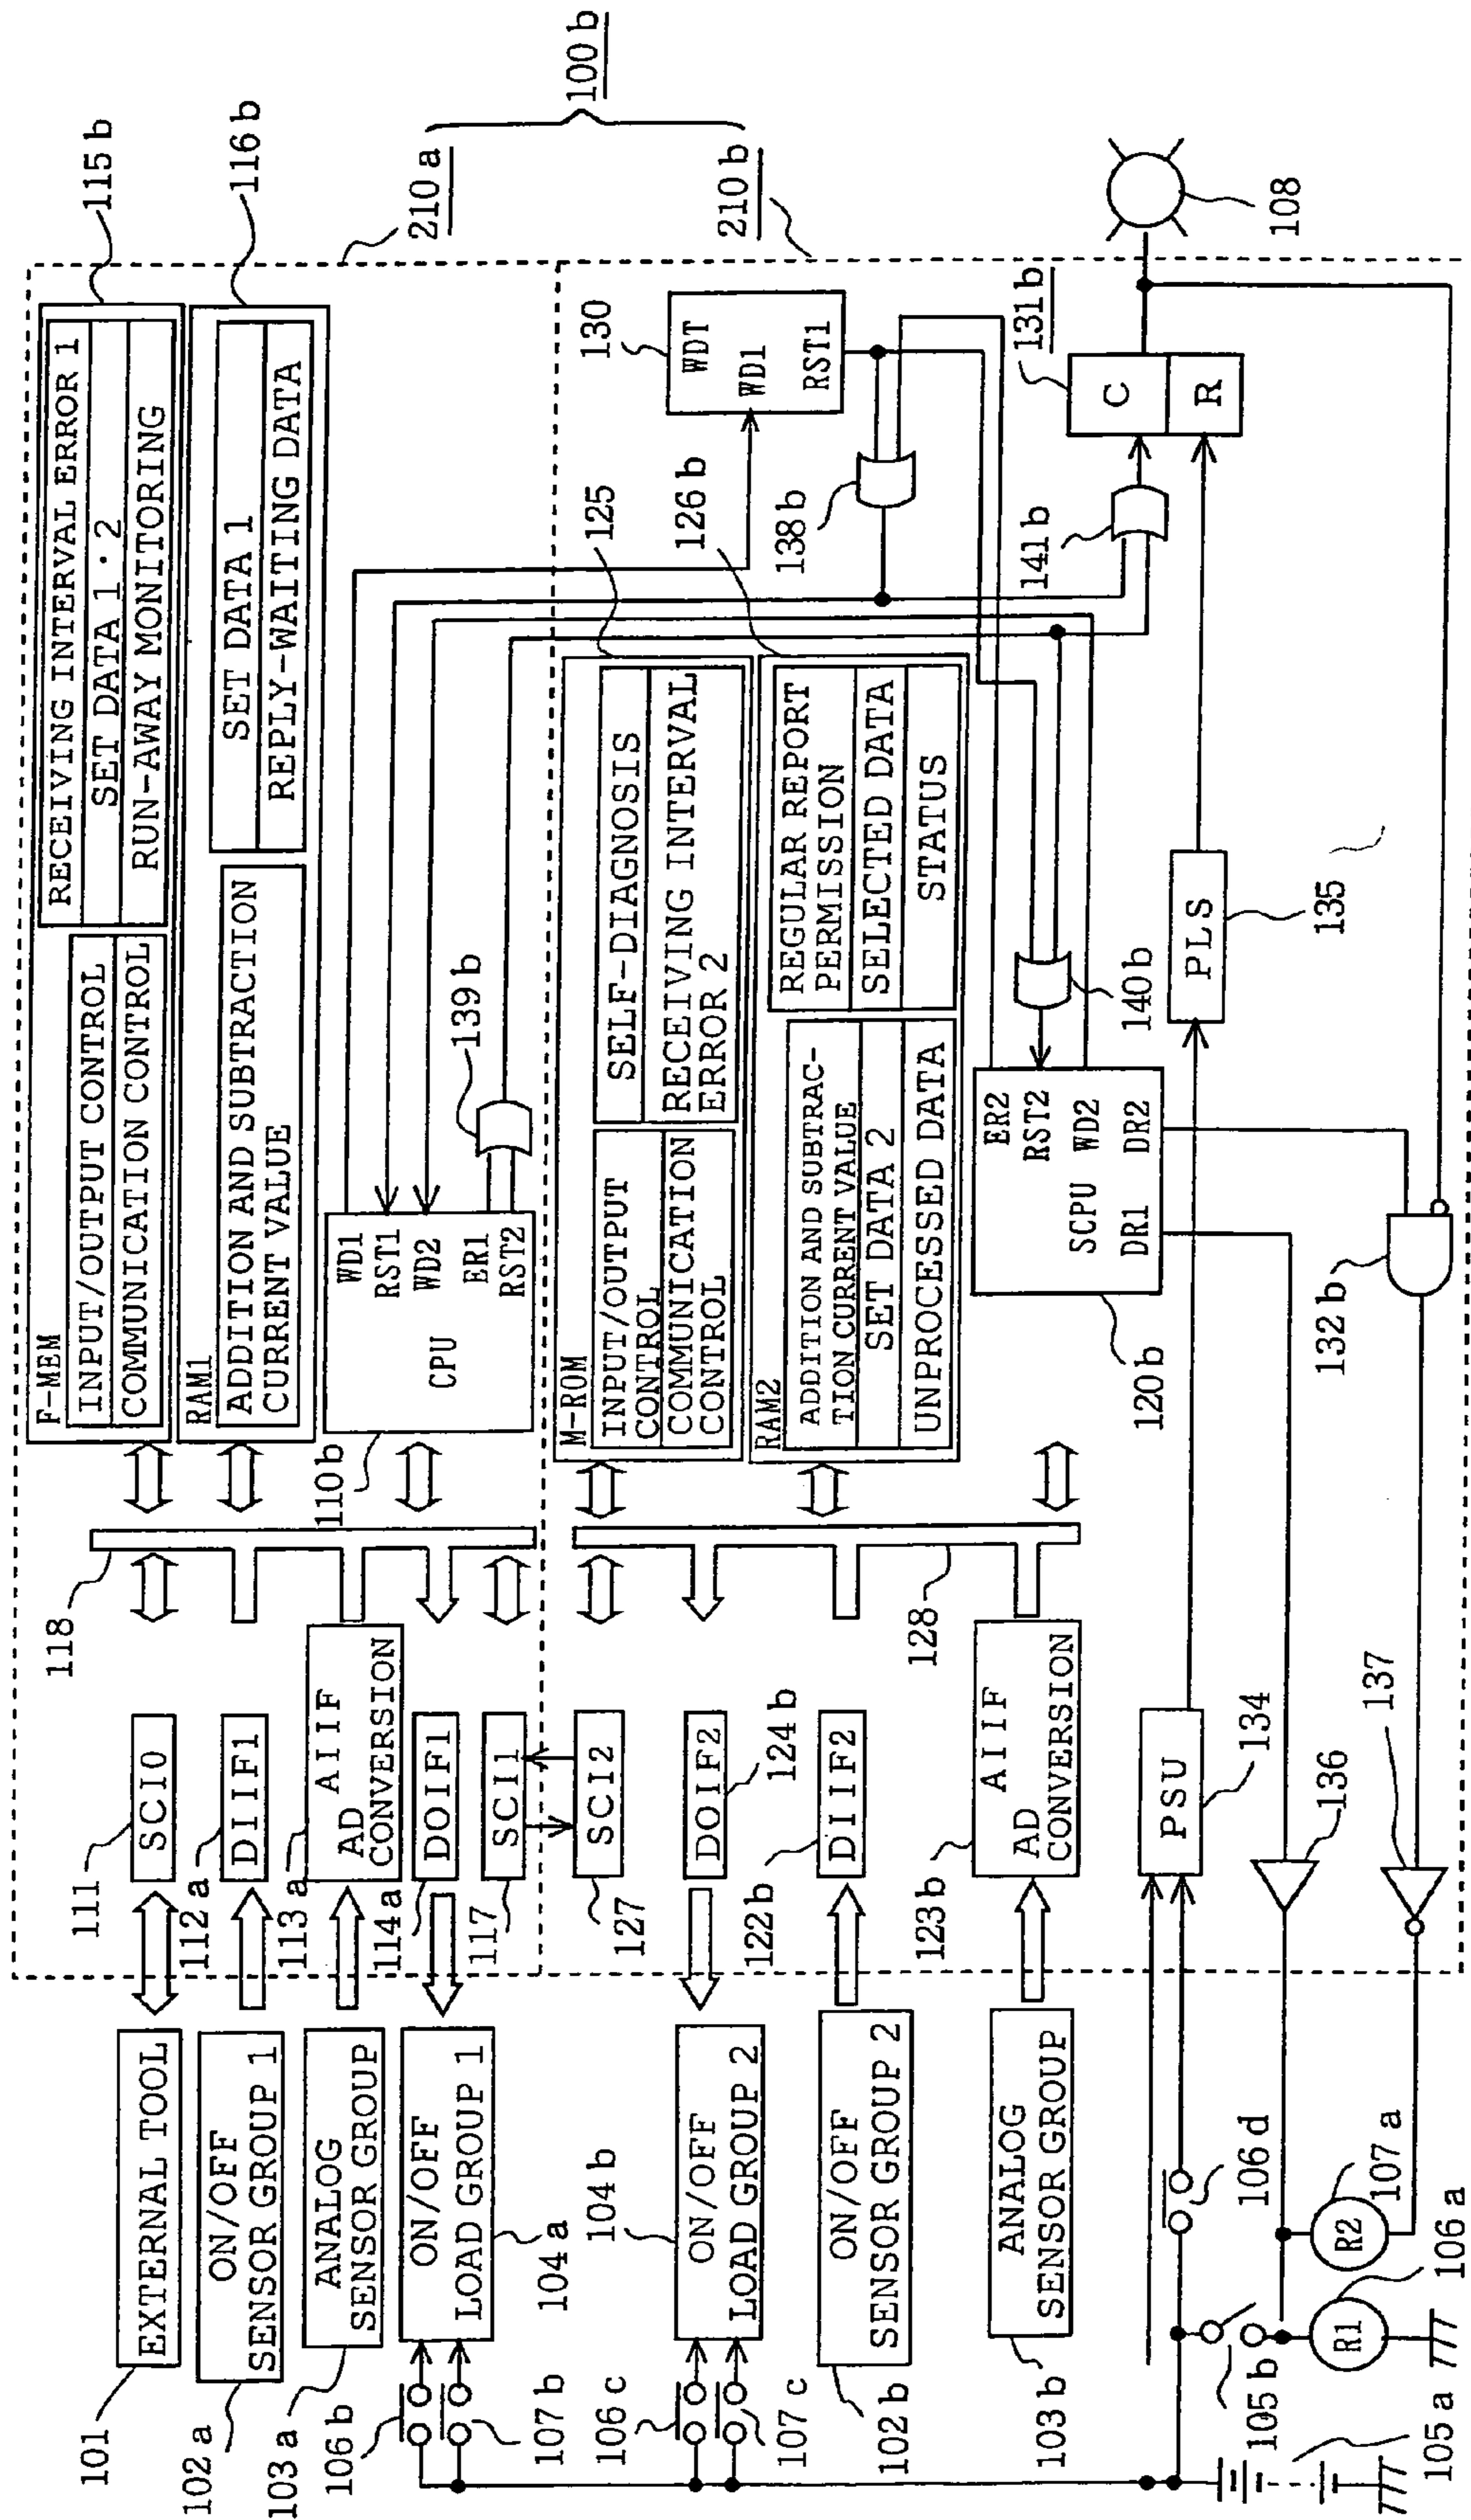 115b
116b
210a
100b
210b
F-MEM
INPUT/OUTPUT CONTROL
COMMUNICATION CONTROL
RECEIVING INTERVAL ERROR 1
SET DATA 1・2
RUN-AWAY MONITORING
RAM1
ADDITION AND SUBTRACTION
CURRENT VALUE
SET DATA 1
REPLY-WAITING DATA
110b
CPU
WD1
RST1
WD2
ER1
RST2
139b
118
111
SCI0
112a
DIIF1
113a
AIIF
AD
CONVERSION
114a
DOIF1
117
SCI1
101
EXTERNAL TOOL
102a
ON/OFF
SENSOR GROUP 1
103a
ANALOG
SENSOR GROUP
106b
ON/OFF
LOAD GROUP 1
104a
107b
130
WDT
WD1
RST1
125
126b
138b
M-ROM
INPUT/OUTPUT
CONTROL
COMMUNICATION
CONTROL
SELF-DIAGNOSIS
RECEIVING INTERVAL
ERROR 2
RAM2
ADDITION AND SUBTRAC-
TION CURRENT VALUE
SET DATA 2
UNPROCESSED DATA
REGULAR REPORT
PERMISSION
SELECTED DATA
STATUS
127
SCI2
DOIF2
124b
122b
DIIF2
128
123b
AIIF
AD
CONVERSION
104b
ON/OFF
LOAD GROUP 2
106c
107c
102b
ON/OFF
SENSOR GROUP 2
103b
ANALOG
SENSOR GROUP
120b
SCPU
ER2
RST2
WD2
DR1
DR2
140b
141b
131b
C
R
108
PLS
135
PSU
134
132b
136
137
106d
107a
R2
R1
106a
105b
105a